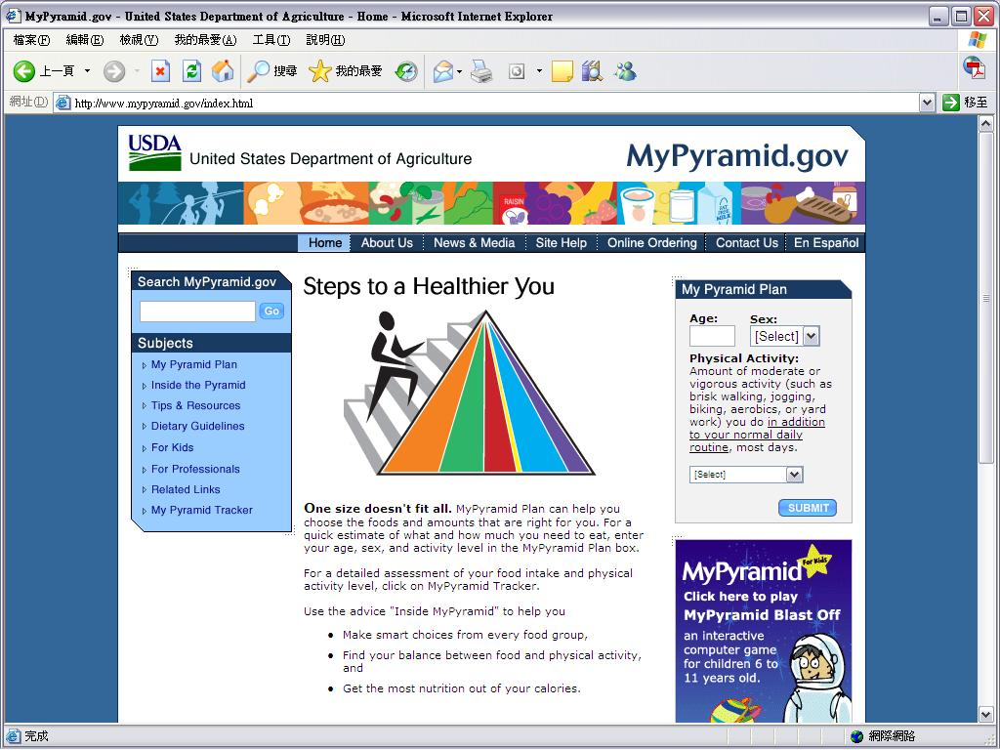 MyPyramid.gov - United States Department of Agriculture - Home - Microsoft Internet Explorer
檔案(F) 編輯(E) 檢視(V) 我的最愛(A) 工具(T) 說明(H)
上一頁 搜尋 我的最愛
網址(D) http://www.mypyramid.gov/index.html 移至
USDA United States Department of Agriculture MyPyramid.gov
RAISIN
FAT FREE MILK
Home About Us News & Media Site Help Online Ordering Contact Us En Español
Search MyPyramid.gov
Go
Subjects
My Pyramid Plan
Inside the Pyramid
Tips & Resources
Dietary Guidelines
For Kids
For Professionals
Related Links
My Pyramid Tracker
Steps to a Healthier You
One size doesn't fit all. MyPyramid Plan can help you
choose the foods and amounts that are right for you. For a
quick estimate of what and how much you need to eat, enter
your age, sex, and activity level in the MyPyramid Plan box.
For a detailed assessment of your food intake and physical
activity level, click on MyPyramid Tracker.
Use the advice "Inside MyPyramid" to help you
Make smart choices from every food group,
Find your balance between food and physical activity,
and
Get the most nutrition out of your calories.
My Pyramid Plan
Age: Sex:
[Select]
Physical Activity:
Amount of moderate or
vigorous activity (such as
brisk walking, jogging,
biking, aerobics, or yard
work) you do in addition
to your normal daily
routine, most days.
[Select]
SUBMIT
MyPyramid For Kids
Click here to play
MyPyramid Blast Off
an interactive
computer game
for children 6 to
11 years old.
完成 網際網路